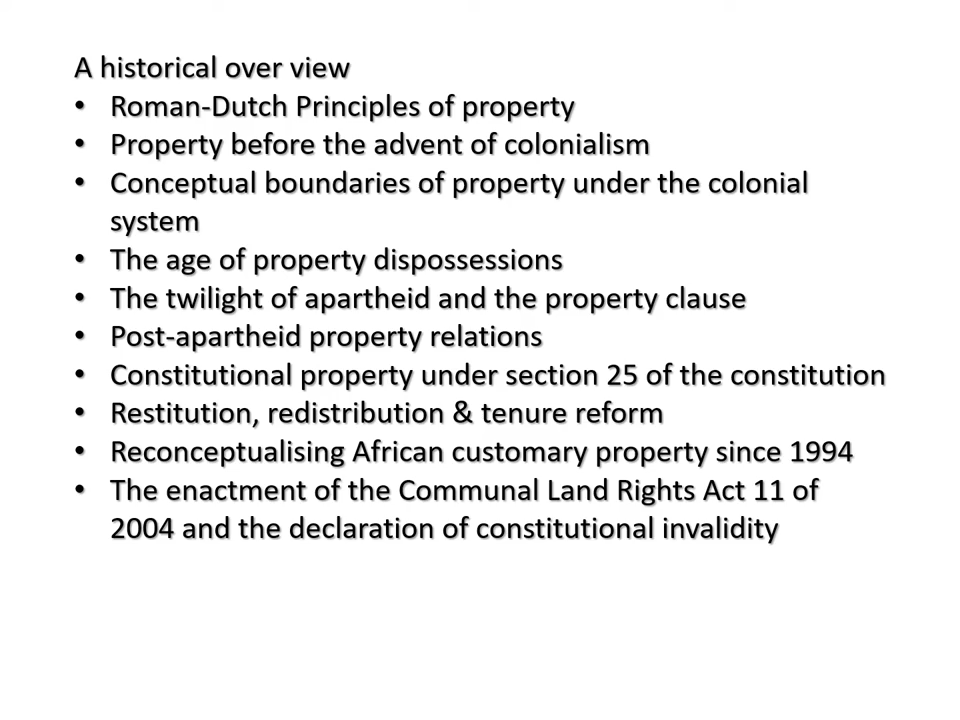 A historical over view
• Roman-Dutch Principles of property
• Property before the advent of colonialism
• Conceptual boundaries of property under the colonial
system
• The age of property dispossessions
• The twilight of apartheid and the property clause
• Post-apartheid property relations
• Constitutional property under section 25 of the constitution
• Restitution, redistribution & tenure reform
• Reconceptualising African customary property since 1994
• The enactment of the Communal Land Rights Act 11 of
2004 and the declaration of constitutional invalidity